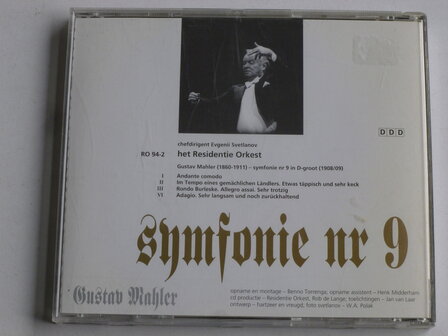 chefdirigent Evgenii Svetlanov
RO 94-2 het Residentie Orkest
DDD
Gustav Mahler (1860-1911) – symfonie nr 9 in D-groot (1908/09)
I Andante comodo
II Im Tempo eines gemächlichen Ländlers. Etwas täppisch und sehr keck
III Rondo Burleske. Allegro assai. Sehr trotzig
VI Adagio. Sehr langsam und noch zurückhaltend
symfonie nr 9
Gustav Mahler
opname en montage – Benno Torrenga, opname assistent – Henk Midderham
rd productie – Residentie Orkest, Rob de Lange, toelichtingen – Jan van Laar
ontwerp – hartzeer en vreugd, foto svetlanov – W.A. Polak